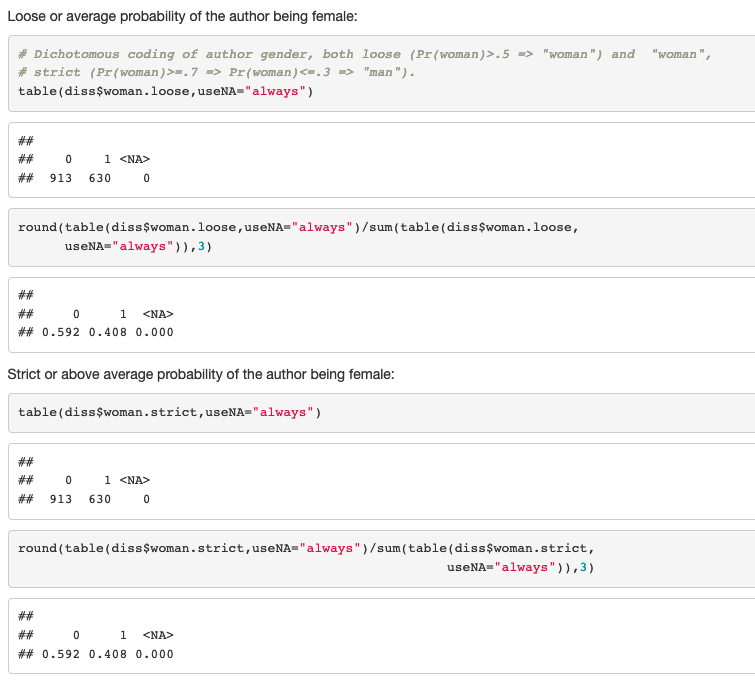 Loose or average probability of the author being female:
# Dichotomous coding of author gender, both loose (Pr(woman)>.5 => "woman") and  "woman",
# strict (Pr(woman)>=.7 => Pr(woman)<=.3 => "man").
table(diss$woman.loose,useNA="always")
##
##    0    1 <NA>
##  913  630    0
round(table(diss$woman.loose,useNA="always")/sum(table(diss$woman.loose,
      useNA="always")),3)
##
##     0     1  <NA>
## 0.592 0.408 0.000
Strict or above average probability of the author being female:
table(diss$woman.strict,useNA="always")
##
##    0    1 <NA>
##  913  630    0
round(table(diss$woman.strict,useNA="always")/sum(table(diss$woman.strict,
                                                       useNA="always")),3)
##
##     0     1  <NA>
## 0.592 0.408 0.000